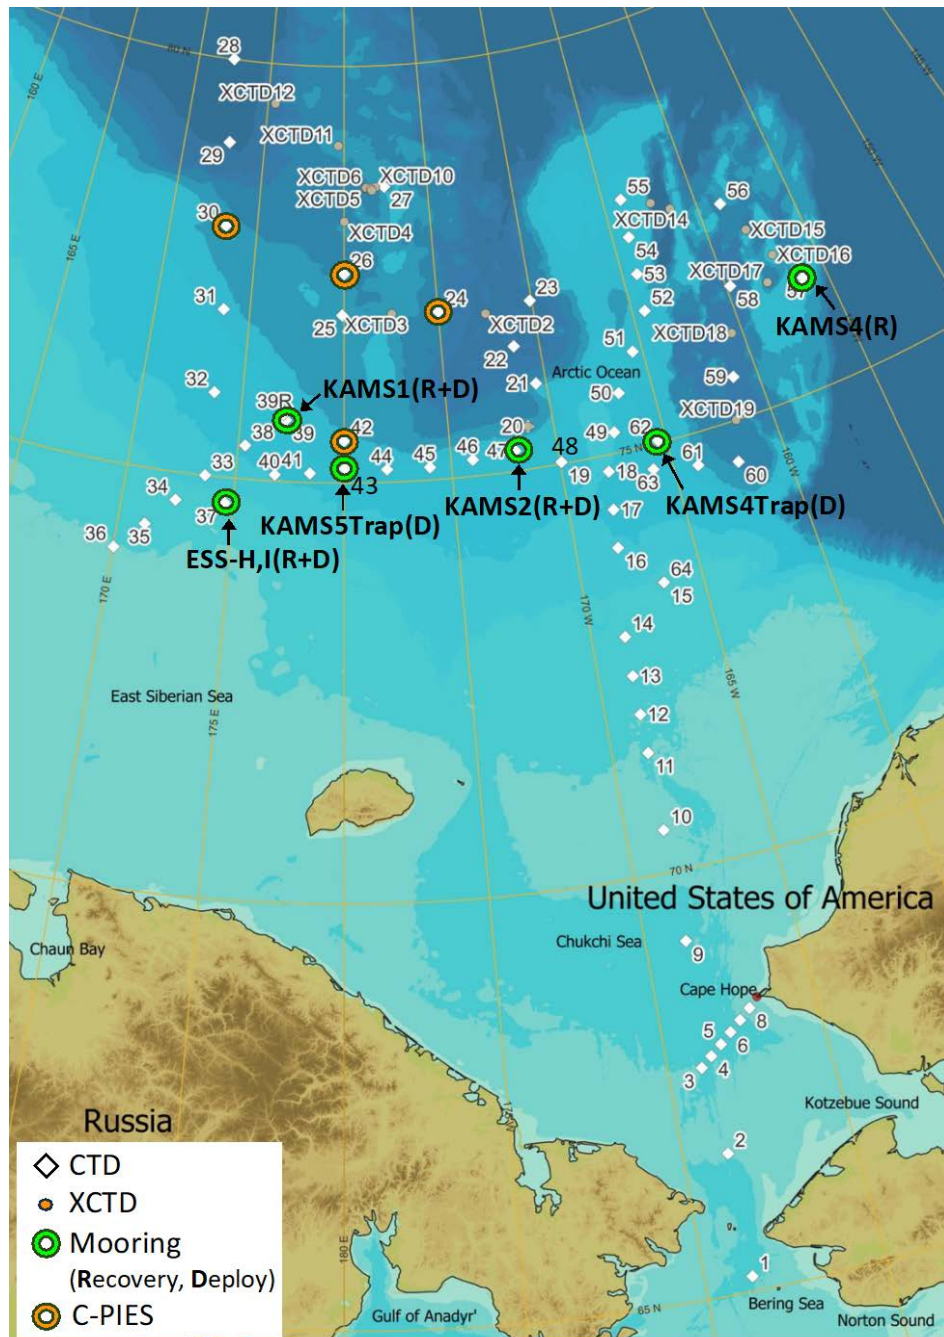 28
80 N
160 E
145 W
XCTD12
XCTD11
29
150 W
XCTD6
XCTD10
XCTD5
27
55
56
30
XCTD4
XCTD14
XCTD15
165 E
54
XCTD16
26
53
XCTD17
57
24
23
52
58
31
25
XCTD3
XCTD2
KAMS4(R)
51
XCTD18
22
Arctic Ocean
32
21
50
59
KAMS1(R+D)
39R
XCTD19
38
39
42
20
49
62
48
75 N
33
40
41
44
45
46
47
19
18
63
61
60
160 W
34
43
37
17
KAMS2(R+D)
KAMS4Trap(D)
36
35
KAMS5Trap(D)
ESS-H,I(R+D)
16
64
170 E
15
170 W
14
13
165 W
East Siberian Sea
12
175 E
11
10
70 N
United States of America
Chaun Bay
Chukchi Sea
9
Cape Hope
8
5
6
4
3
Kotzebue Sound
Russia
175 W
2
CTD
XCTD
Mooring
(Recovery, Deploy)
180 E
1
C-PIES
Gulf of Anadyr'
65 N
Bering Sea
Norton Sound